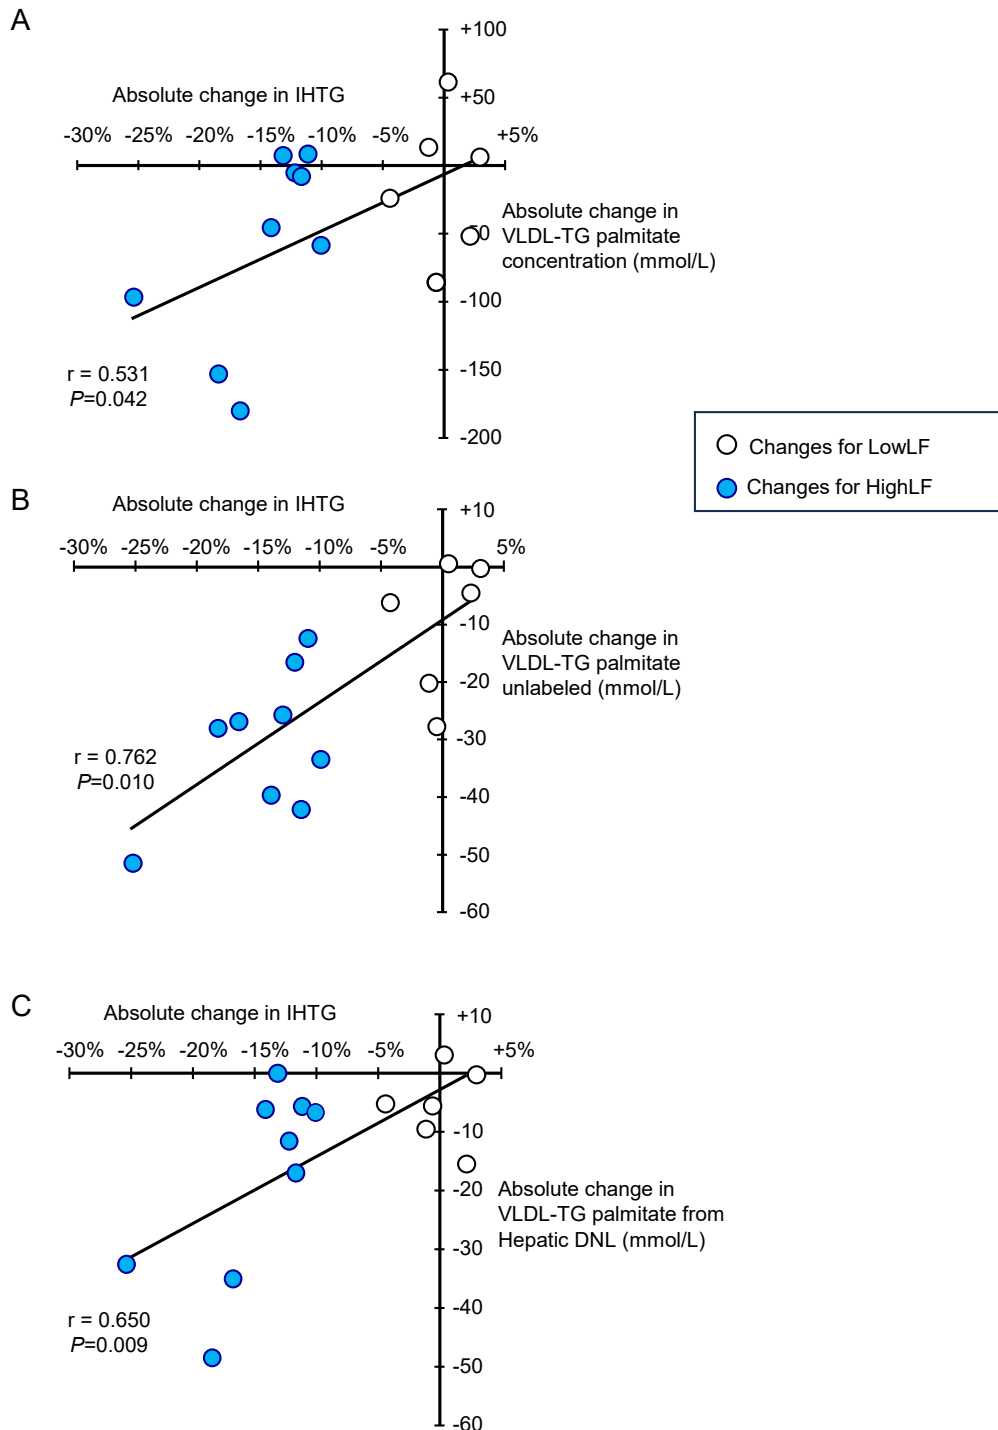 A
+100
Absolute change in IHTG
+50
-30% -25% -20% -15% -10% -5% +5%
Absolute change in
VLDL-TG palmitate
concentration (mmol/L)
-50
-100
-150
-200
r = 0.531
P=0.042
Changes for LowLF
Changes for HighLF
B
Absolute change in IHTG
+10
-30% -25% -20% -15% -10% -5% 5%
-10
Absolute change in
VLDL-TG palmitate
unlabeled (mmol/L)
-20
-30
r = 0.762
P=0.010
-40
-50
-60
C
Absolute change in IHTG
+10
-30% -25% -20% -15% -10% -5% +5%
-10
-20
Absolute change in
VLDL-TG palmitate from
Hepatic DNL (mmol/L)
-30
-40
r = 0.650
P=0.009
-50
-60